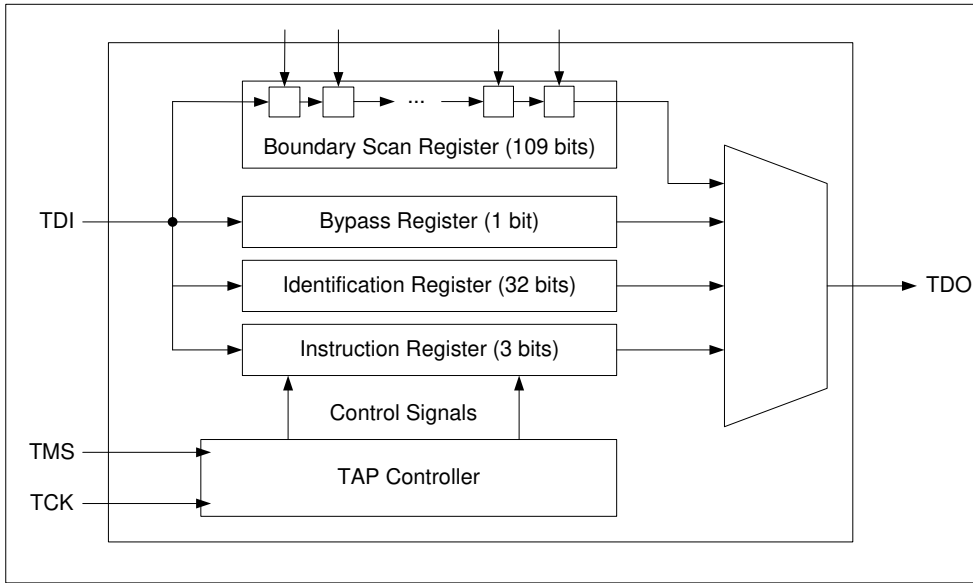 ...
Boundary Scan Register (109 bits)
TDI
Bypass Register (1 bit)
Identification Register (32 bits)
TDO
Instruction Register (3 bits)
Control Signals
TMS
TAP Controller
TCK